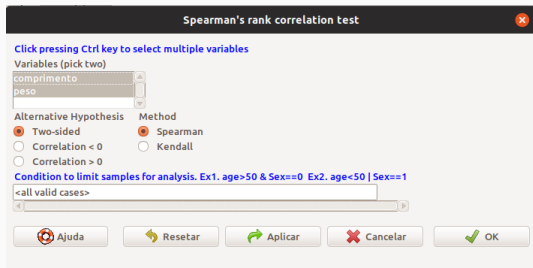 Spearman's rank correlation test
Click pressing Ctrl key to select multiple variables
Variables (pick two)
comprimento
peso
Alternative Hypothesis Method
Two-sided Spearman
Correlation < 0 Kendall
Correlation > 0
Condition to limit samples for analysis. Ex1. age>50 & Sex==0 Ex2. age<50 | Sex==1
<all valid cases>
Ajuda Resetar Aplicar Cancelar OK